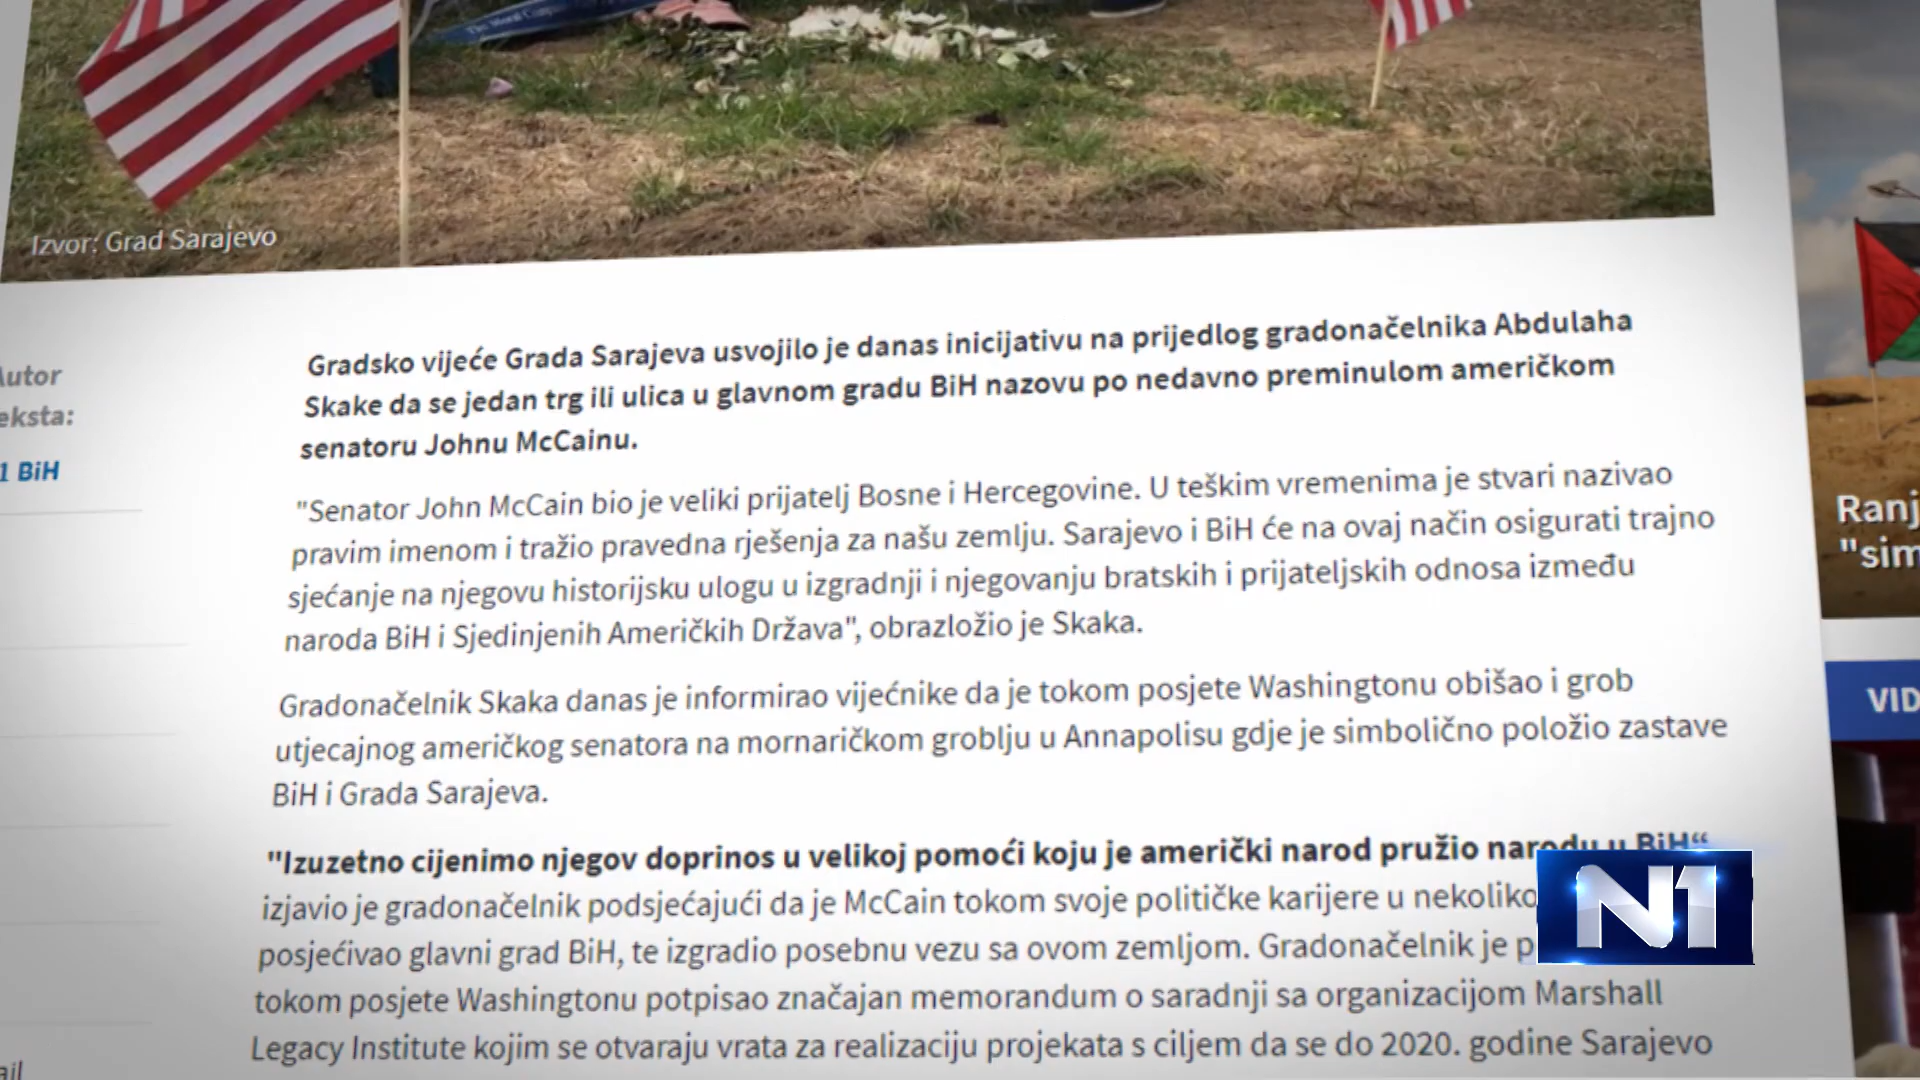 The Moral
Izvor: Grad Sarajevo
Autor
eksta:
1 BiH
Gradsko vijeće Grada Sarajeva usvojilo je danas inicijativu na prijedlog gradonačelnika Abdulaha
Skake da se jedan trg ili ulica u glavnom gradu BiH nazovu po nedavno preminulom američkom
senatoru Johnu McCainu.
"Senator John McCain bio je veliki prijatelj Bosne i Hercegovine. U teškim vremenima je stvari nazivao
pravim imenom i tražio pravedna rješenja za našu zemlju. Sarajevo i BiH će na ovaj način osigurati trajno
sjećanje na njegovu historijsku ulogu u izgradnji i njegovanju bratskih i prijateljskih odnosa između
naroda BiH i Sjedinjenih Američkih Država", obrazložio je Skaka.
Gradonačelnik Skaka danas je informirao vijećnike da je tokom posjete Washingtonu obišao i grob
utjecajnog američkog senatora na mornaričkom groblju u Annapolisu gdje je simbolično položio zastave
BiH i Grada Sarajeva.
"Izuzetno cijenimo njegov doprinos u velikoj pomoći koju je američki narod pružio narodu u BiH“
izjavio je gradonačelnik podsjećajući da je McCain tokom svoje političke karijere u nekoliko
posjećivao glavni grad BiH, te izgradio posebnu vezu sa ovom zemljom. Gradonačelnik je p
tokom posjete Washingtonu potpisao značajan memorandum o saradnji sa organizacijom Marshall
Legacy Institute kojim se otvaraju vrata za realizaciju projekata s ciljem da se do 2020. godine Sarajevo
ail
Ranj
"sim
VID
N1